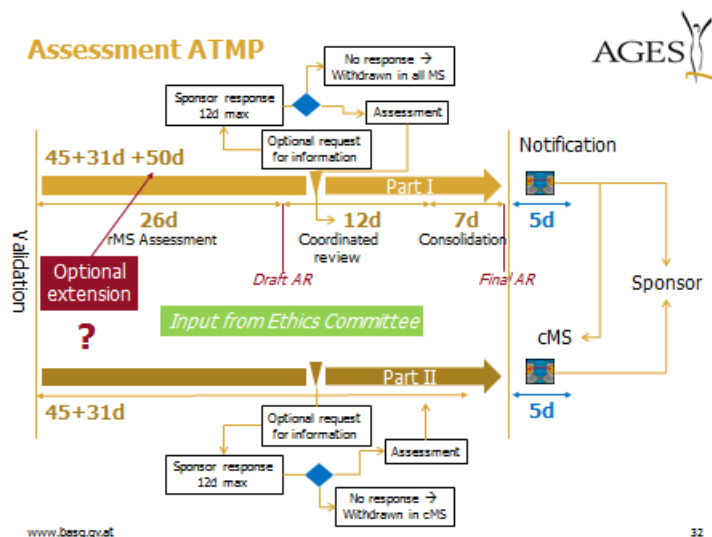 Assessment ATMP
AGES
No response →
Withdrawn in all MS
Sponsor response
12d max
Assessment
Optional request
for information
45+31d +50d
Notification
Part I
5d
26d
rMS Assessment
12d
Coordinated
review
7d
Consolidation
Validation
Optional
extension
Draft AR
Final AR
Sponsor
?
Input from Ethics Committee
cMS
Part II
45+31d
5d
Optional request
for information
Assessment
Sponsor response
12d max
No response →
Withdrawn in cMS
www.basg.gv.at
32